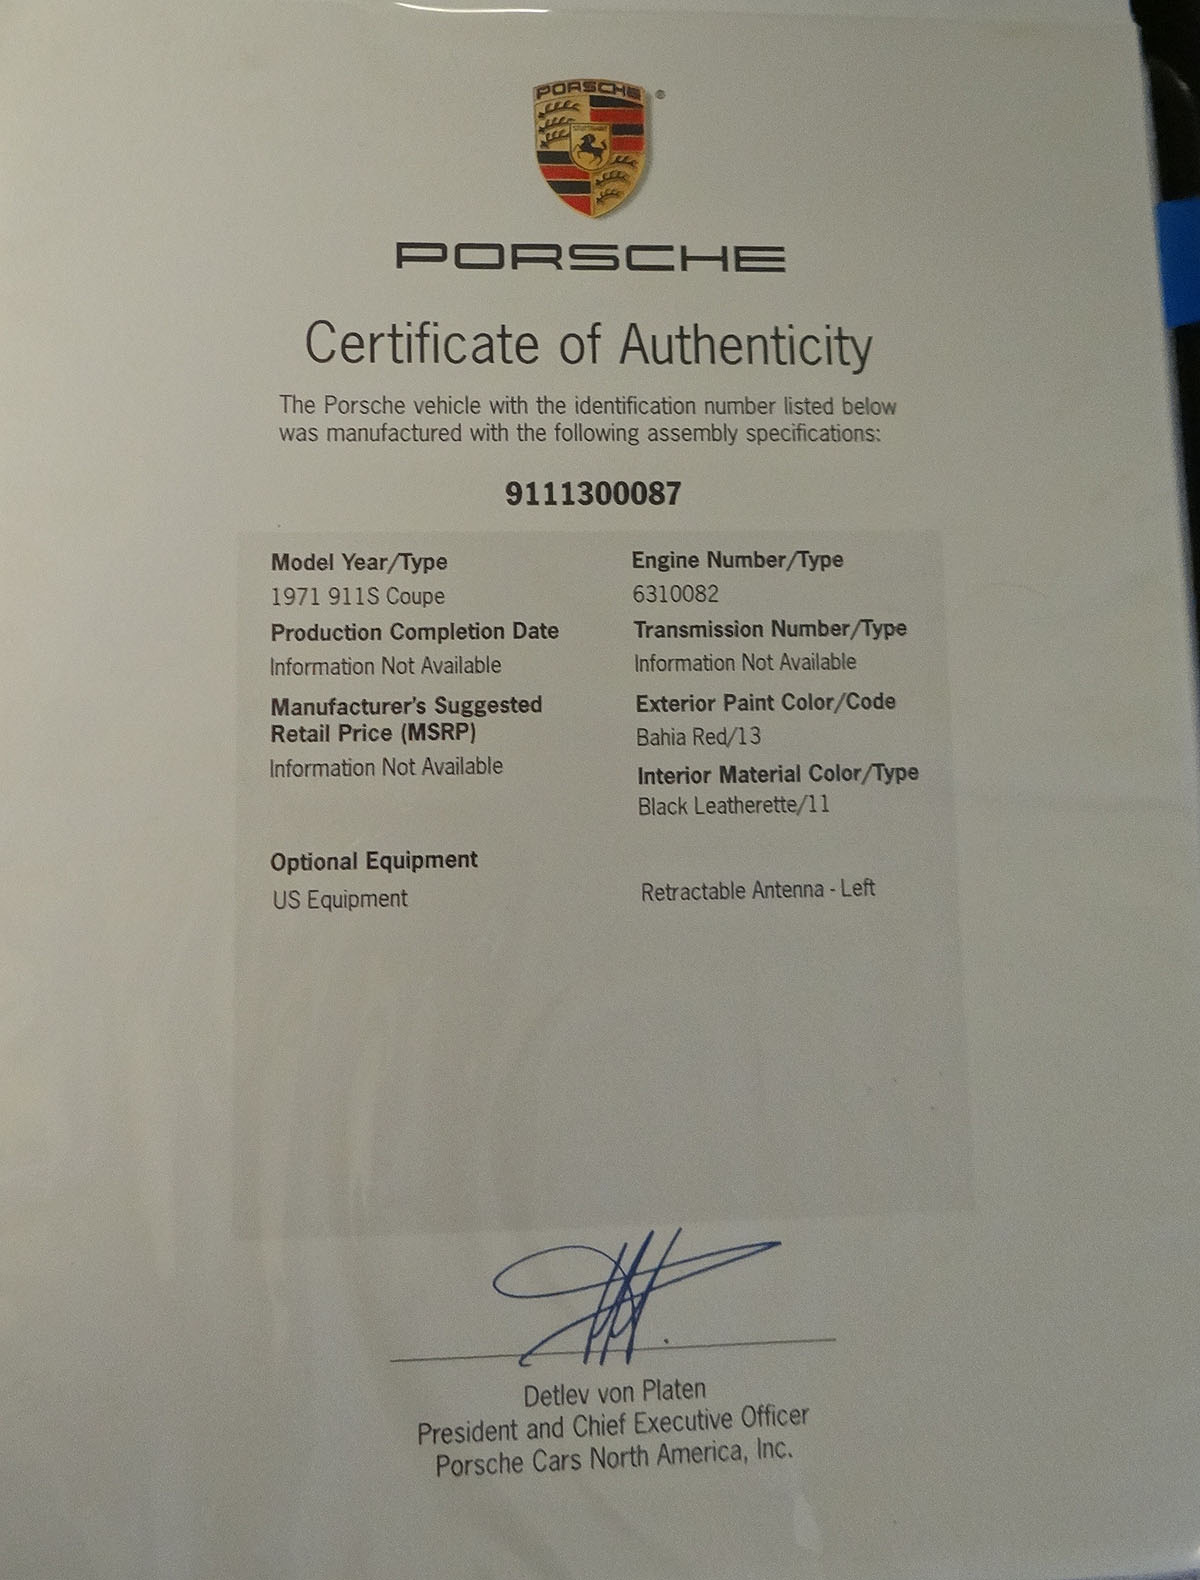 PORSCHE
®
STUTTGART
PORSCHE
Certificate of Authenticity
The Porsche vehicle with the identification number listed below
was manufactured with the following assembly specifications:
9111300087
Model Year/Type
1971 911S Coupe
Production Completion Date
Information Not Available
Manufacturer's Suggested
Retail Price (MSRP)
Information Not Available
Engine Number/Type
6310082
Transmission Number/Type
Information Not Available
Exterior Paint Color/Code
Bahia Red/13
Interior Material Color/Type
Black Leatherette/11
Optional Equipment
US Equipment
Retractable Antenna - Left
Detlev von Platen
President and Chief Executive Officer
Porsche Cars North America, Inc.